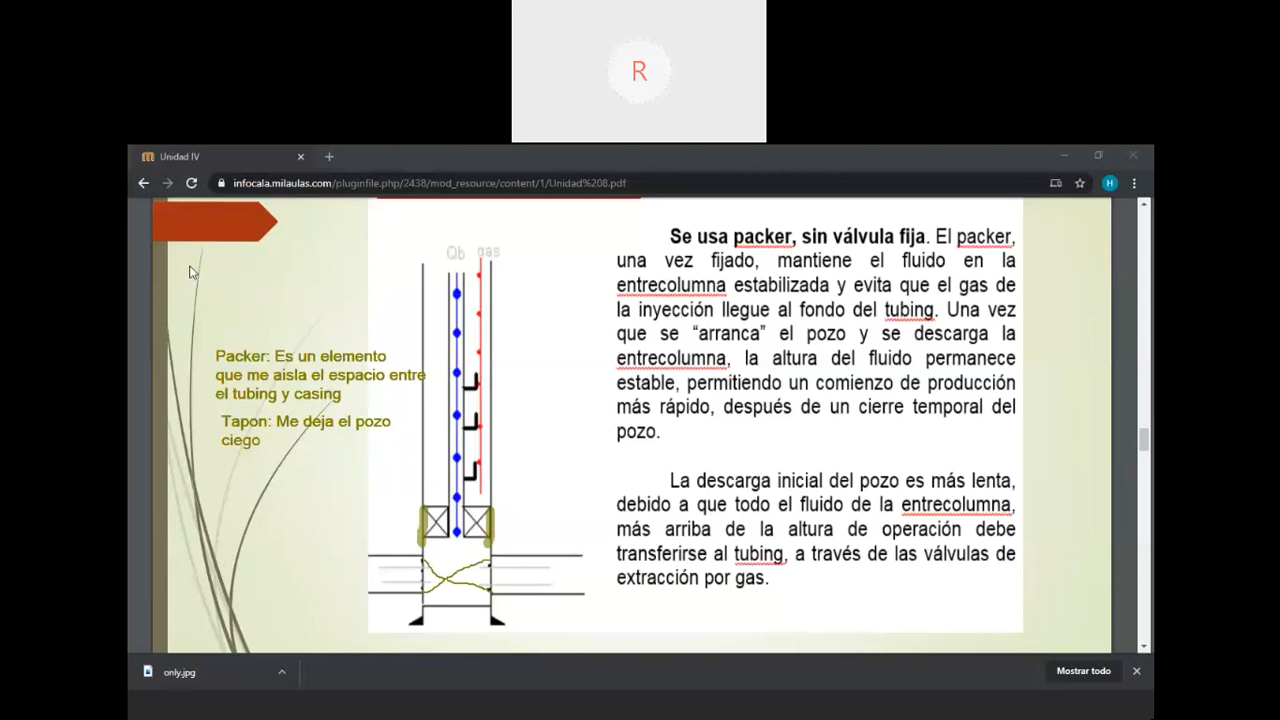 R
Unidad IV
infocala.milaulas.com/pluginfile.php/2438/mod_resource/content/1/Unidad%208.pdf
H
Qb gas
Packer: Es un elemento
que me aisla el espacio entre
el tubing y casing
Tapon: Me deja el pozo
ciego
Se usa packer, sin válvula fija. El packer,
una vez fijado, mantiene el fluido en la
entrecolumna estabilizada y evita que el gas de
la inyección llegue al fondo del tubing. Una vez
que se “arranca” el pozo y se descarga la
entrecolumna, la altura del fluido permanece
estable, permitiendo un comienzo de producción
más rápido, después de un cierre temporal del
pozo.
La descarga inicial del pozo es más lenta,
debido a que todo el fluido de la entrecolumna,
más arriba de la altura de operación debe
transferirse al tubing, a través de las válvulas de
extracción por gas.
only.jpg
Mostrar todo